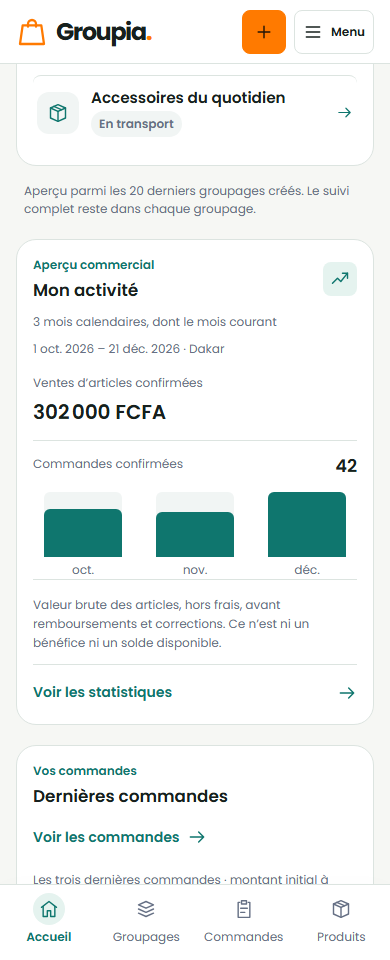 Groupia.
Menu
Accessoires du quotidien
En transport
Aperçu parmi les 20 derniers groupages créés. Le suivi
complet reste dans chaque groupage.
Aperçu commercial
Mon activité
3 mois calendaires, dont le mois courant
1 oct. 2026 – 21 déc. 2026 · Dakar
Ventes d’articles confirmées
302 000 FCFA
Commandes confirmées
42
oct.
nov.
déc.
Valeur brute des articles, hors frais, avant
remboursements et corrections. Ce n’est ni un
bénéfice ni un solde disponible.
Voir les statistiques
Vos commandes
Dernières commandes
Voir les commandes
Les trois dernières commandes · montant initial à
Accueil
Groupages
Commandes
Produits